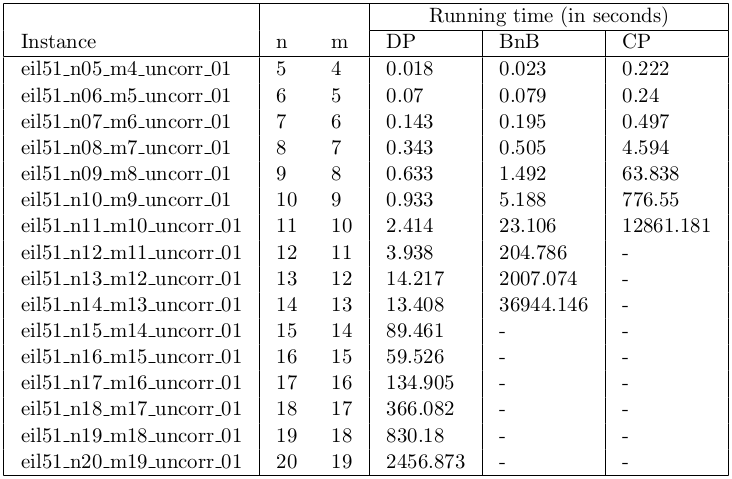 Running time (in seconds)
Instance n m DP BnB CP
eil51_n05_m4_uncorr_01 5 4 0.018 0.023 0.222
eil51_n06_m5_uncorr_01 6 5 0.07 0.079 0.24
eil51_n07_m6_uncorr_01 7 6 0.143 0.195 0.497
eil51_n08_m7_uncorr_01 8 7 0.343 0.505 4.594
eil51_n09_m8_uncorr_01 9 8 0.633 1.492 63.838
eil51_n10_m9_uncorr_01 10 9 0.933 5.188 776.55
eil51_n11_m10_uncorr_01 11 10 2.414 23.106 12861.181
eil51_n12_m11_uncorr_01 12 11 3.938 204.786 -
eil51_n13_m12_uncorr_01 13 12 14.217 2007.074 -
eil51_n14_m13_uncorr_01 14 13 13.408 36944.146 -
eil51_n15_m14_uncorr_01 15 14 89.461 - -
eil51_n16_m15_uncorr_01 16 15 59.526 - -
eil51_n17_m16_uncorr_01 17 16 134.905 - -
eil51_n18_m17_uncorr_01 18 17 366.082 - -
eil51_n19_m18_uncorr_01 19 18 830.18 - -
eil51_n20_m19_uncorr_01 20 19 2456.873 - -